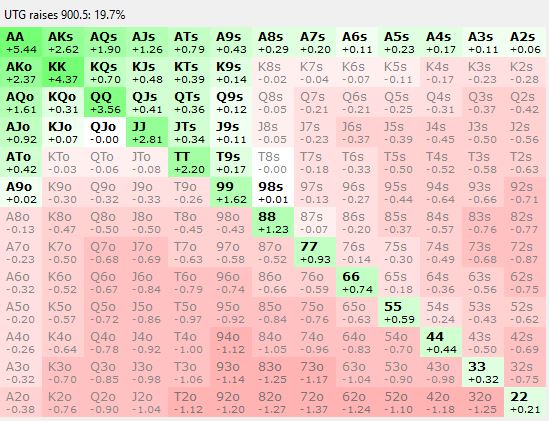 UTG raises 900.5: 19.7%
AA AKs AQs AJs ATs A9s A8s A7s A6s A5s A4s A3s A2s
+5.44 +2.62 +1.90 +1.26 +0.79 +0.43 +0.29 +0.20 +0.11 +0.23 +0.17 +0.11 +0.06
AKo KK KQs KJs KTs K9s K8s K7s K6s K5s K4s K3s K2s
+2.37 +4.37 +0.70 +0.48 +0.39 +0.14 -0.02 -0.04 -0.07 -0.11 -0.17 -0.23 -0.28
AQo KQo QQ QJs QTs Q9s Q8s Q7s Q6s Q5s Q4s Q3s Q2s
+1.61 +0.31 +3.56 +0.41 +0.36 +0.12 -0.05 -0.21 -0.21 -0.25 -0.31 -0.37 -0.42
AJo KJo QJo JJ JTs J9s J8s J7s J6s J5s J4s J3s J2s
+0.92 +0.07 -0.00 +2.81 +0.34 +0.11 -0.05 -0.23 -0.37 -0.39 -0.45 -0.50 -0.56
ATo KTo QTo JTo TT T9s T8s T7s T6s T5s T4s T3s T2s
+0.42 -0.03 -0.06 -0.08 +2.20 +0.17 -0.00 -0.18 -0.33 -0.50 -0.52 -0.58 -0.63
A9o K9o Q9o J9o T9o 99 98s 97s 96s 95s 94s 93s 92s
+0.02 -0.30 -0.32 -0.33 -0.26 +1.62 +0.01 -0.13 -0.27 -0.44 -0.64 -0.66 -0.71
A8o K8o Q8o J8o T8o 98o 88 87s 86s 85s 84s 83s 82s
-0.13 -0.47 -0.50 -0.50 -0.45 -0.43 +1.23 -0.07 -0.20 -0.37 -0.57 -0.76 -0.77
A7o K7o Q7o J7o T7o 97o 87o 77 76s 75s 74s 73s 72s
-0.23 -0.50 -0.68 -0.69 -0.63 -0.58 -0.52 +0.93 -0.14 -0.30 -0.49 -0.68 -0.87
A6o K6o Q6o J6o T6o 96o 86o 76o 66 65s 64s 63s 62s
-0.32 -0.52 -0.67 -0.84 -0.79 -0.74 -0.66 -0.59 +0.74 -0.18 -0.36 -0.56 -0.75
A5o K5o Q5o J5o T5o 95o 85o 75o 65o 55 54s 53s 52s
-0.20 -0.57 -0.72 -0.86 -0.97 -0.92 -0.84 -0.76 -0.63 +0.59 -0.24 -0.43 -0.62
A4o K4o Q4o J4o T4o 94o 84o 74o 64o 54o 44 43s 42s
-0.26 -0.64 -0.78 -0.92 -1.00 -1.12 -1.05 -0.96 -0.83 -0.70 +0.44 -0.50 -0.69
A3o K3o Q3o J3o T3o 93o 83o 73o 63o 53o 43o 33 32s
-0.32 -0.70 -0.85 -0.98 -1.06 -1.14 -1.25 -1.17 -1.04 -0.90 -0.98 +0.32 -0.75
A2o K2o Q2o J2o T2o 92o 82o 72o 62o 52o 42o 32o 22
-0.38 -0.76 -0.90 -1.04 -1.12 -1.20 -1.27 -1.37 -1.24 -1.10 -1.18 -1.25 +0.21